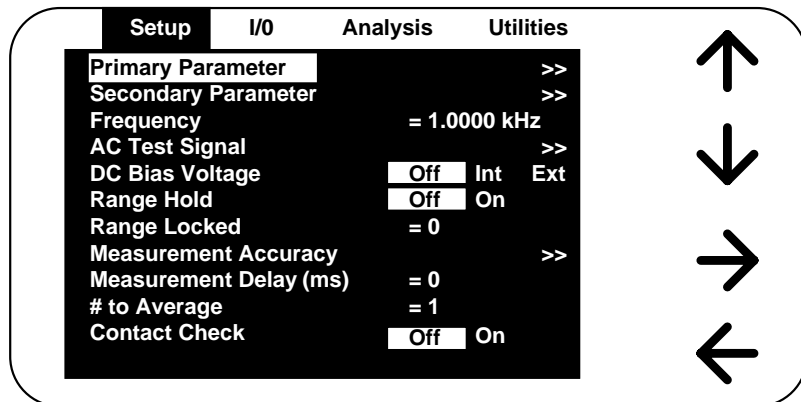 Setup I/0 Analysis Utilities
Primary Parameter >>
Secondary Parameter >>
Frequency = 1.0000 kHz
AC Test Signal >>
DC Bias Voltage Off Int Ext
Range Hold Off On
Range Locked = 0
Measurement Accuracy >>
Measurement Delay (ms) = 0
# to Average = 1
Contact Check Off On